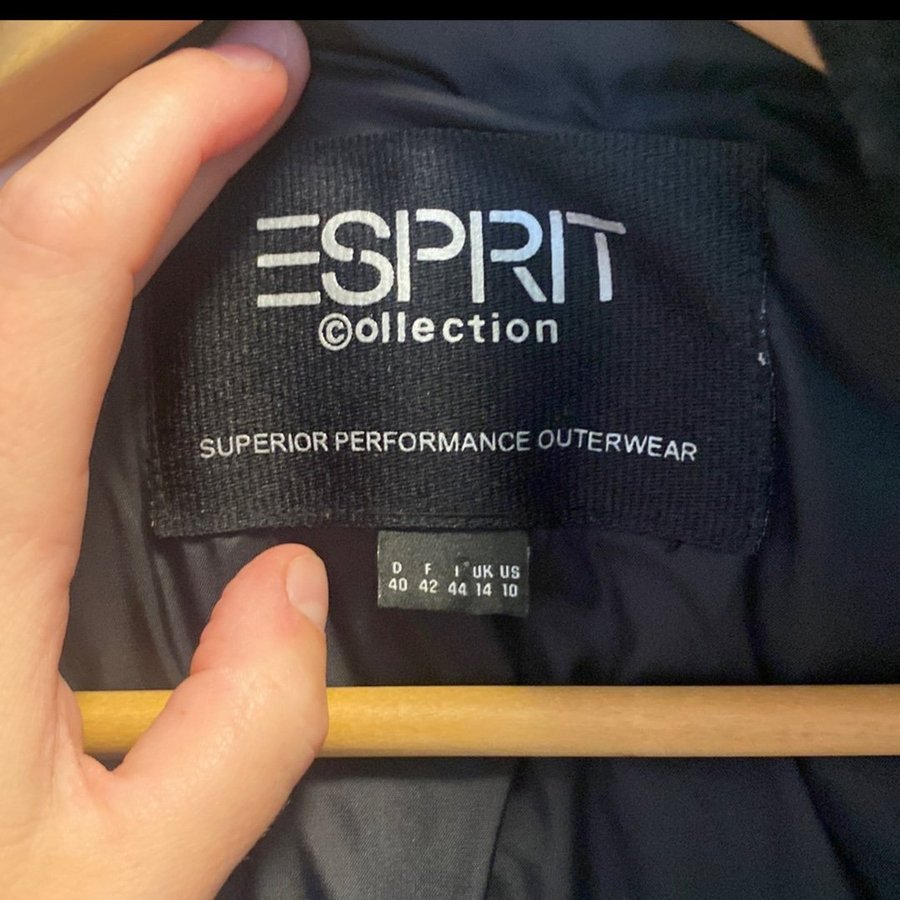 ESPRIT
©ollection
SUPERIOR PERFORMANCE OUTERWEAR
D F I UK US
40 42 44 14 10